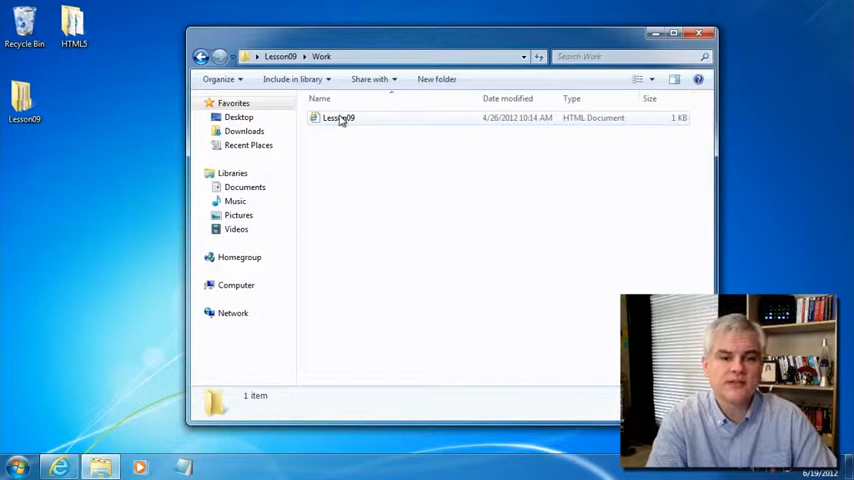 Recycle Bin
HTML5
Lesson09
Lesson09
Work
Search Work
Organize
Include in library
Share with
New folder
Name
Date modified
Type
Size
Lesson09
4/26/2012 10:14 AM
HTML Document
1 KB
Favorites
Desktop
Downloads
Recent Places
Libraries
Documents
Music
Pictures
Videos
Homegroup
Computer
Network
1 item
6/19/2012